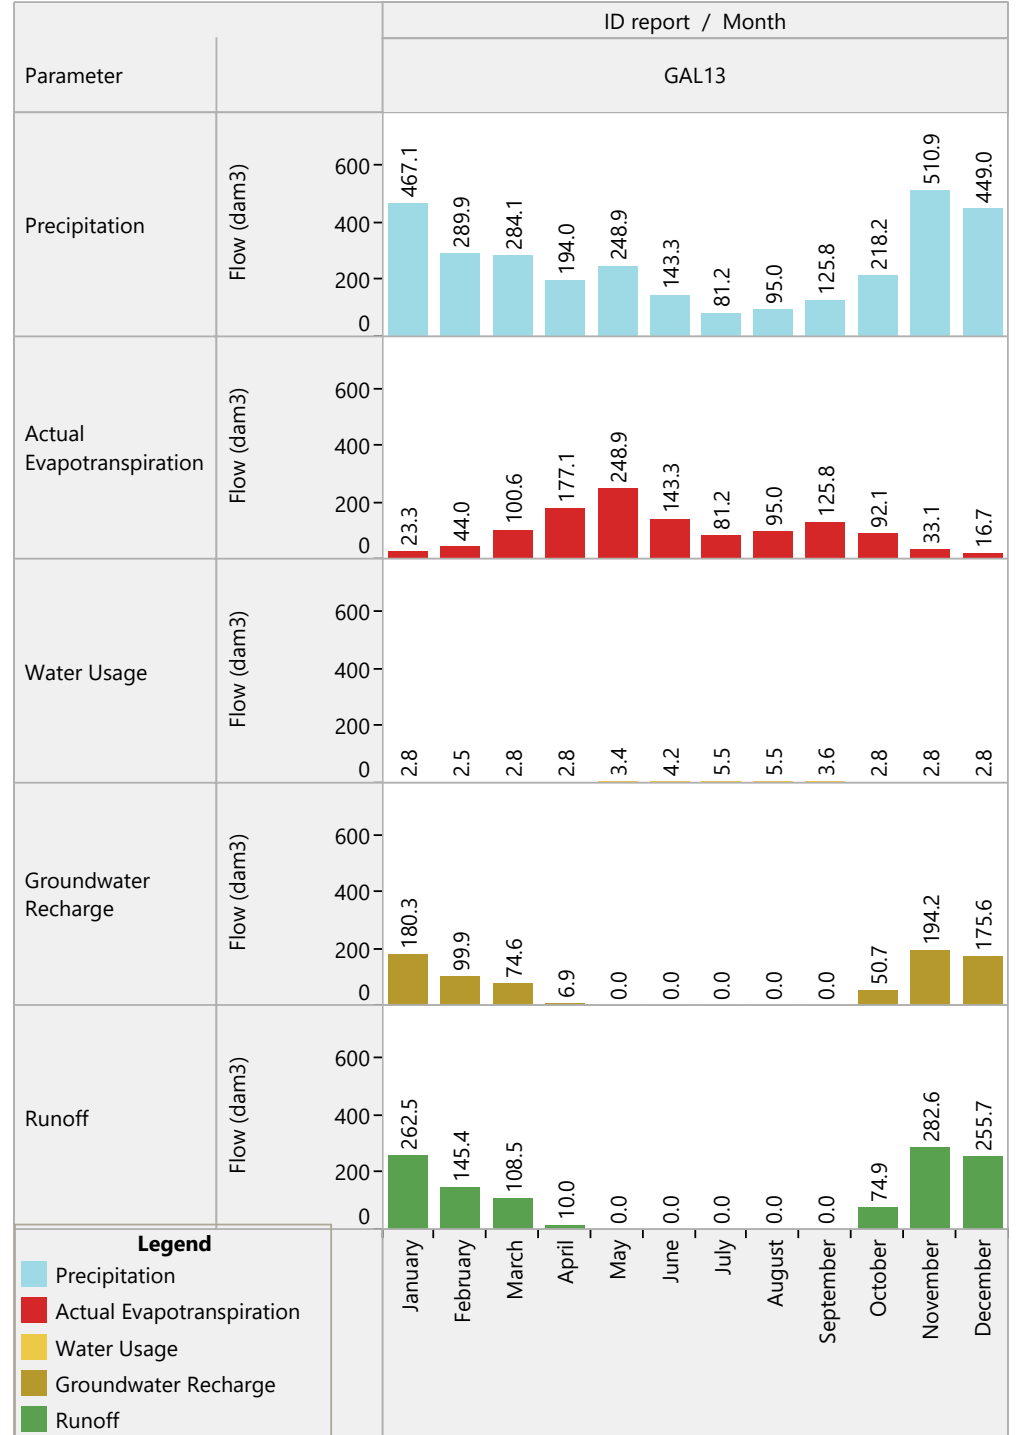 ID report / Month
Parameter
GAL13
Precipitation
Flow (dam3)
600
400
200
0
467.1
289.9
284.1
194.0
248.9
143.3
81.2
95.0
125.8
218.2
510.9
449.0
Actual
Evapotranspiration
Flow (dam3)
600
400
200
0
23.3
44.0
100.6
177.1
248.9
143.3
81.2
95.0
125.8
92.1
33.1
16.7
Water Usage
Flow (dam3)
600
400
200
0
2.8
2.5
2.8
2.8
3.4
4.2
5.5
5.5
3.6
2.8
2.8
2.8
Groundwater
Recharge
Flow (dam3)
600
400
200
0
180.3
99.9
74.6
6.9
0.0
0.0
0.0
0.0
0.0
50.7
194.2
175.6
Runoff
Flow (dam3)
600
400
200
0
262.5
145.4
108.5
10.0
0.0
0.0
0.0
0.0
0.0
74.9
282.6
255.7
January
February
March
April
May
June
July
August
September
October
November
December
Legend
Precipitation
Actual Evapotranspiration
Water Usage
Groundwater Recharge
Runoff